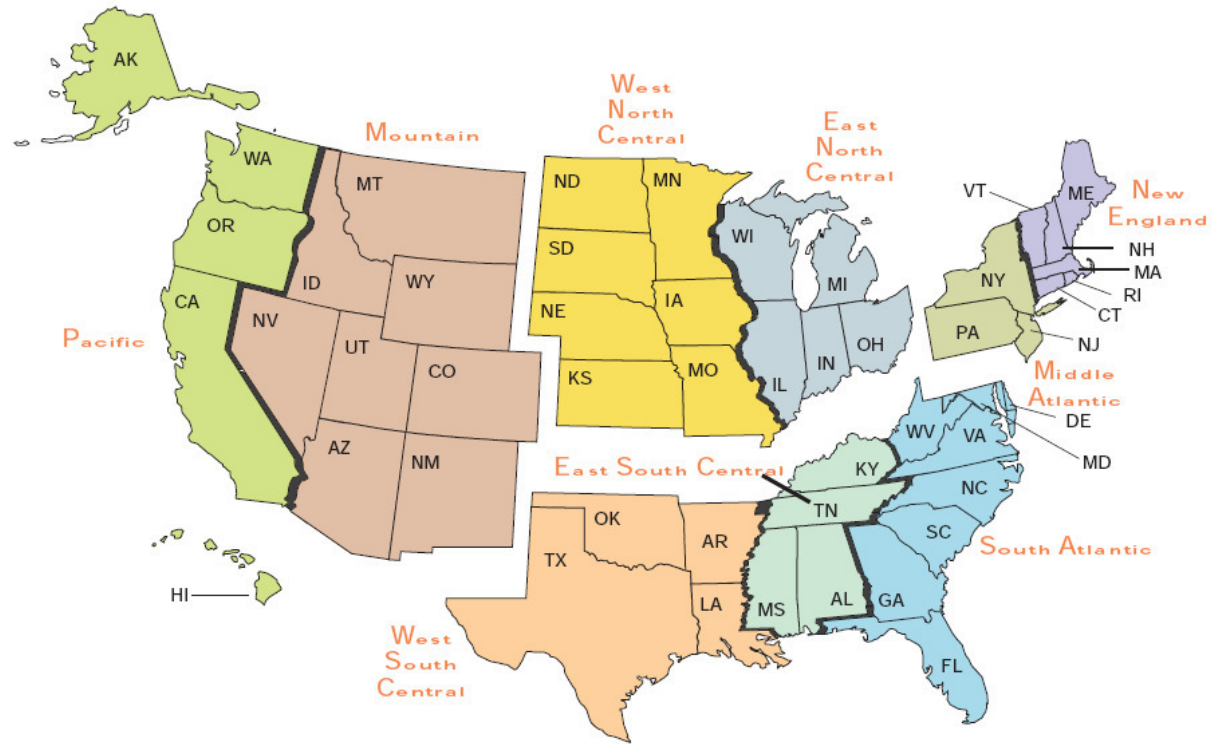 AK
West
North
Central
Mountain
East
North
Central
WA
MT
ND
MN
VT
ME
New
England
OR
SD
WI
NH
MA
ID
WY
MI
NY
RI
CA
NV
NE
IA
CT
Pacific
UT
PA
NJ
CO
KS
MO
IL
IN
OH
Middle
Atlantic
DE
AZ
NM
WV
VA
MD
East South Central
KY
NC
OK
TN
SC
South Atlantic
TX
AR
HI
LA
MS
AL
GA
West
South
Central
FL